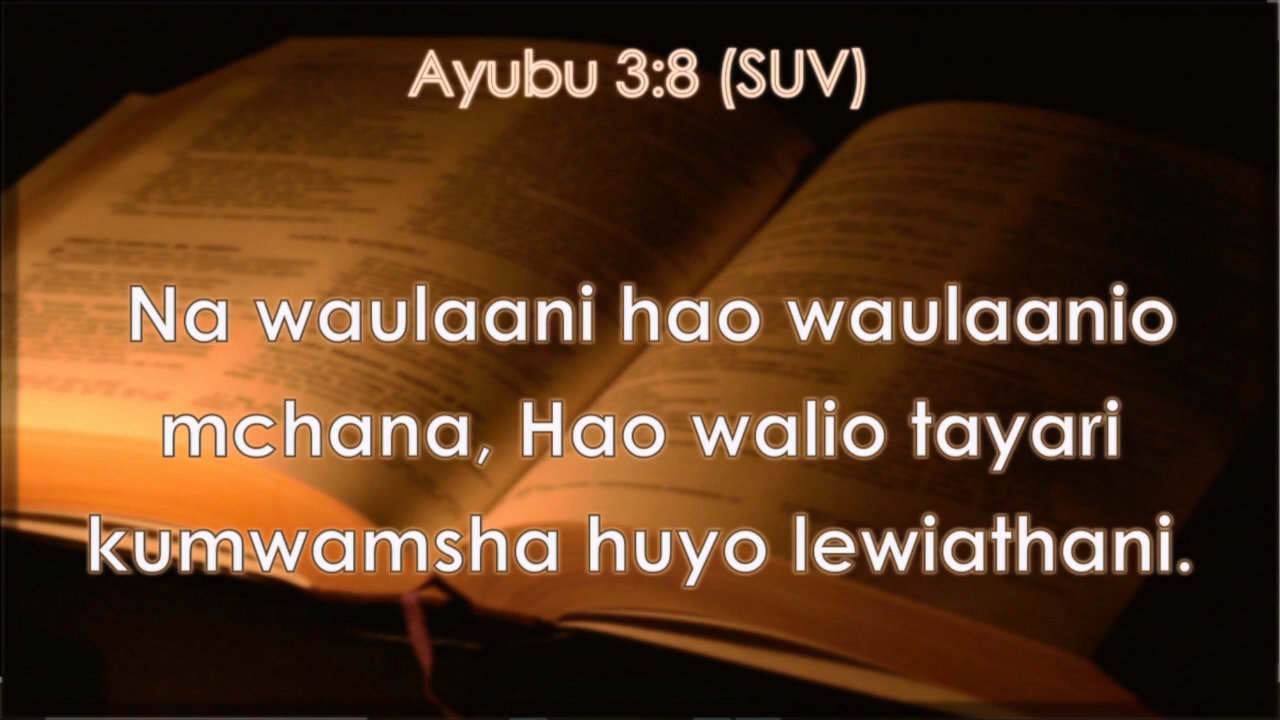 Ayubu 3:8 (SUV)
Na waulaani hao waulaanio
mchana, Hao walio tayari
kumwamsha huyo lewiathani.